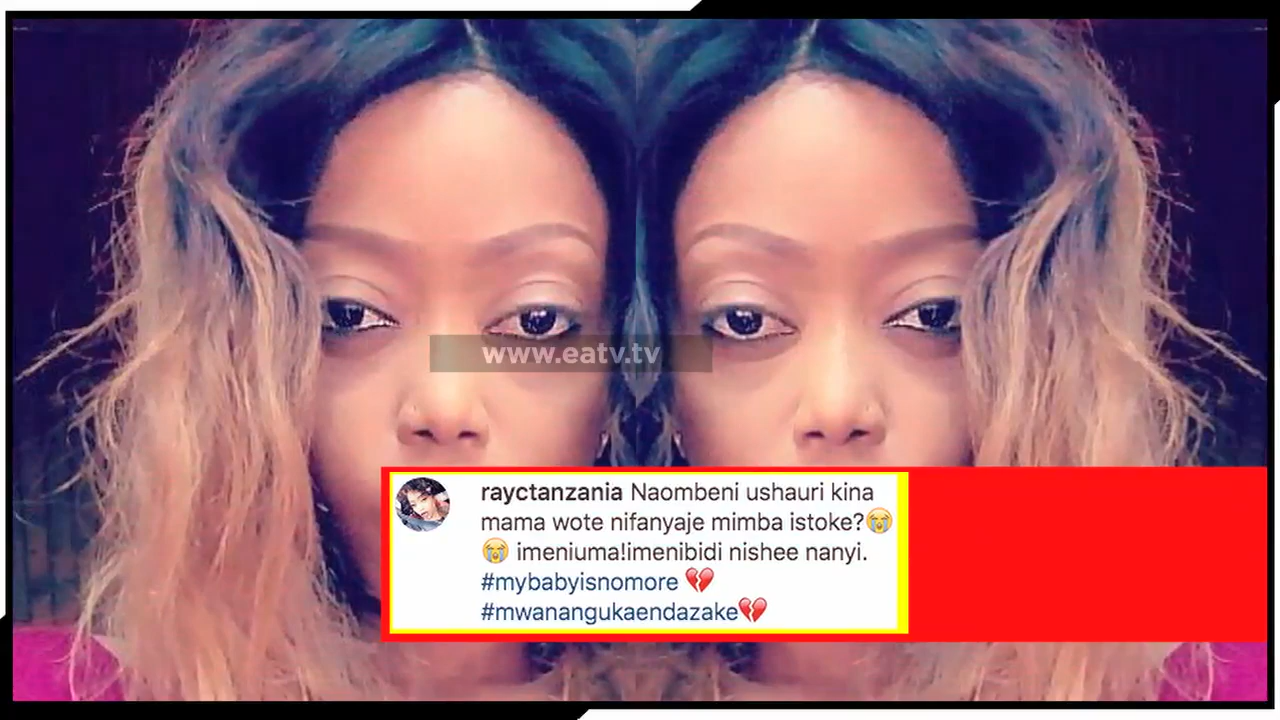 www.eatv.tv
rayctanzania Naombeni ushauri kina
mama wote nifanyaje mimba istoke?😭
😭 imeniuma!imenibidi nishee nanyi.
#mybabyisnomore 💔
#mwanangukaendazake💔